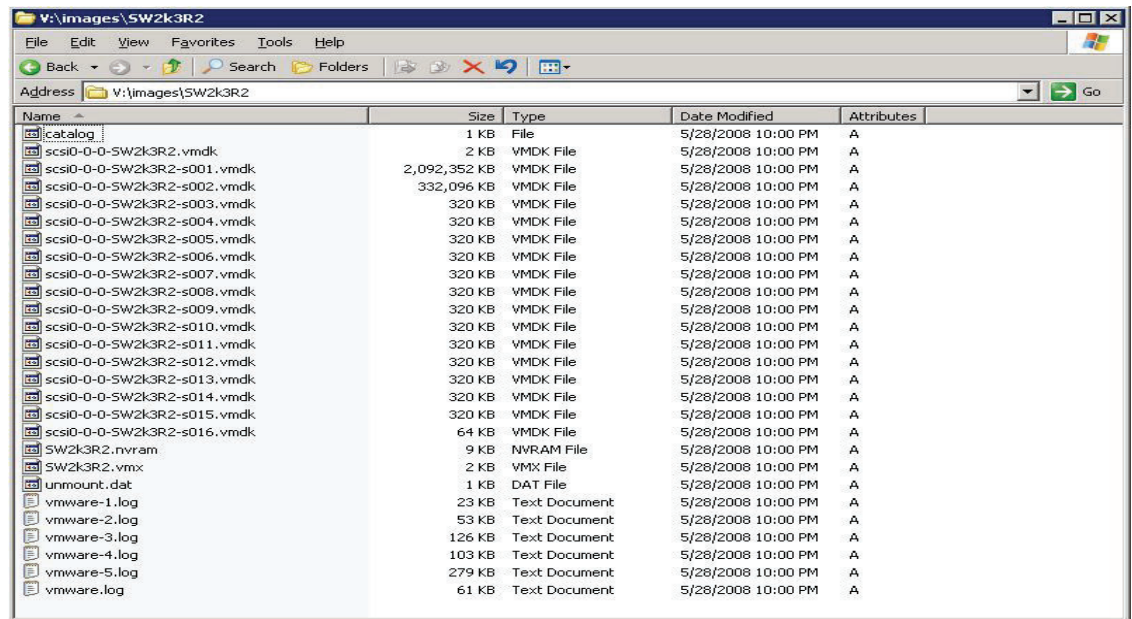 V:\images\SW2k3R2
File Edit View Favorites Tools Help
Back Search Folders
Address V:\images\SW2k3R2 Go
Name Size Type Date Modified Attributes
catalog 1 KB File 5/28/2008 10:00 PM A
scsi0-0-0-SW2k3R2.vmdk 2 KB VMDK File 5/28/2008 10:00 PM A
scsi0-0-0-SW2k3R2-s001.vmdk 2,092,352 KB VMDK File 5/28/2008 10:00 PM A
scsi0-0-0-SW2k3R2-s002.vmdk 332,096 KB VMDK File 5/28/2008 10:00 PM A
scsi0-0-0-SW2k3R2-s003.vmdk 320 KB VMDK File 5/28/2008 10:00 PM A
scsi0-0-0-SW2k3R2-s004.vmdk 320 KB VMDK File 5/28/2008 10:00 PM A
scsi0-0-0-SW2k3R2-s005.vmdk 320 KB VMDK File 5/28/2008 10:00 PM A
scsi0-0-0-SW2k3R2-s006.vmdk 320 KB VMDK File 5/28/2008 10:00 PM A
scsi0-0-0-SW2k3R2-s007.vmdk 320 KB VMDK File 5/28/2008 10:00 PM A
scsi0-0-0-SW2k3R2-s008.vmdk 320 KB VMDK File 5/28/2008 10:00 PM A
scsi0-0-0-SW2k3R2-s009.vmdk 320 KB VMDK File 5/28/2008 10:00 PM A
scsi0-0-0-SW2k3R2-s010.vmdk 320 KB VMDK File 5/28/2008 10:00 PM A
scsi0-0-0-SW2k3R2-s011.vmdk 320 KB VMDK File 5/28/2008 10:00 PM A
scsi0-0-0-SW2k3R2-s012.vmdk 320 KB VMDK File 5/28/2008 10:00 PM A
scsi0-0-0-SW2k3R2-s013.vmdk 320 KB VMDK File 5/28/2008 10:00 PM A
scsi0-0-0-SW2k3R2-s014.vmdk 320 KB VMDK File 5/28/2008 10:00 PM A
scsi0-0-0-SW2k3R2-s015.vmdk 320 KB VMDK File 5/28/2008 10:00 PM A
scsi0-0-0-SW2k3R2-s016.vmdk 64 KB VMDK File 5/28/2008 10:00 PM A
SW2k3R2.nvram 9 KB NVRAM File 5/28/2008 10:00 PM A
SW2k3R2.vmx 2 KB VMX File 5/28/2008 10:00 PM A
unmount.dat 1 KB DAT File 5/28/2008 10:00 PM A
vmware-1.log 23 KB Text Document 5/28/2008 10:00 PM A
vmware-2.log 53 KB Text Document 5/28/2008 10:00 PM A
vmware-3.log 126 KB Text Document 5/28/2008 10:00 PM A
vmware-4.log 103 KB Text Document 5/28/2008 10:00 PM A
vmware-5.log 279 KB Text Document 5/28/2008 10:00 PM A
vmware.log 61 KB Text Document 5/28/2008 10:00 PM A